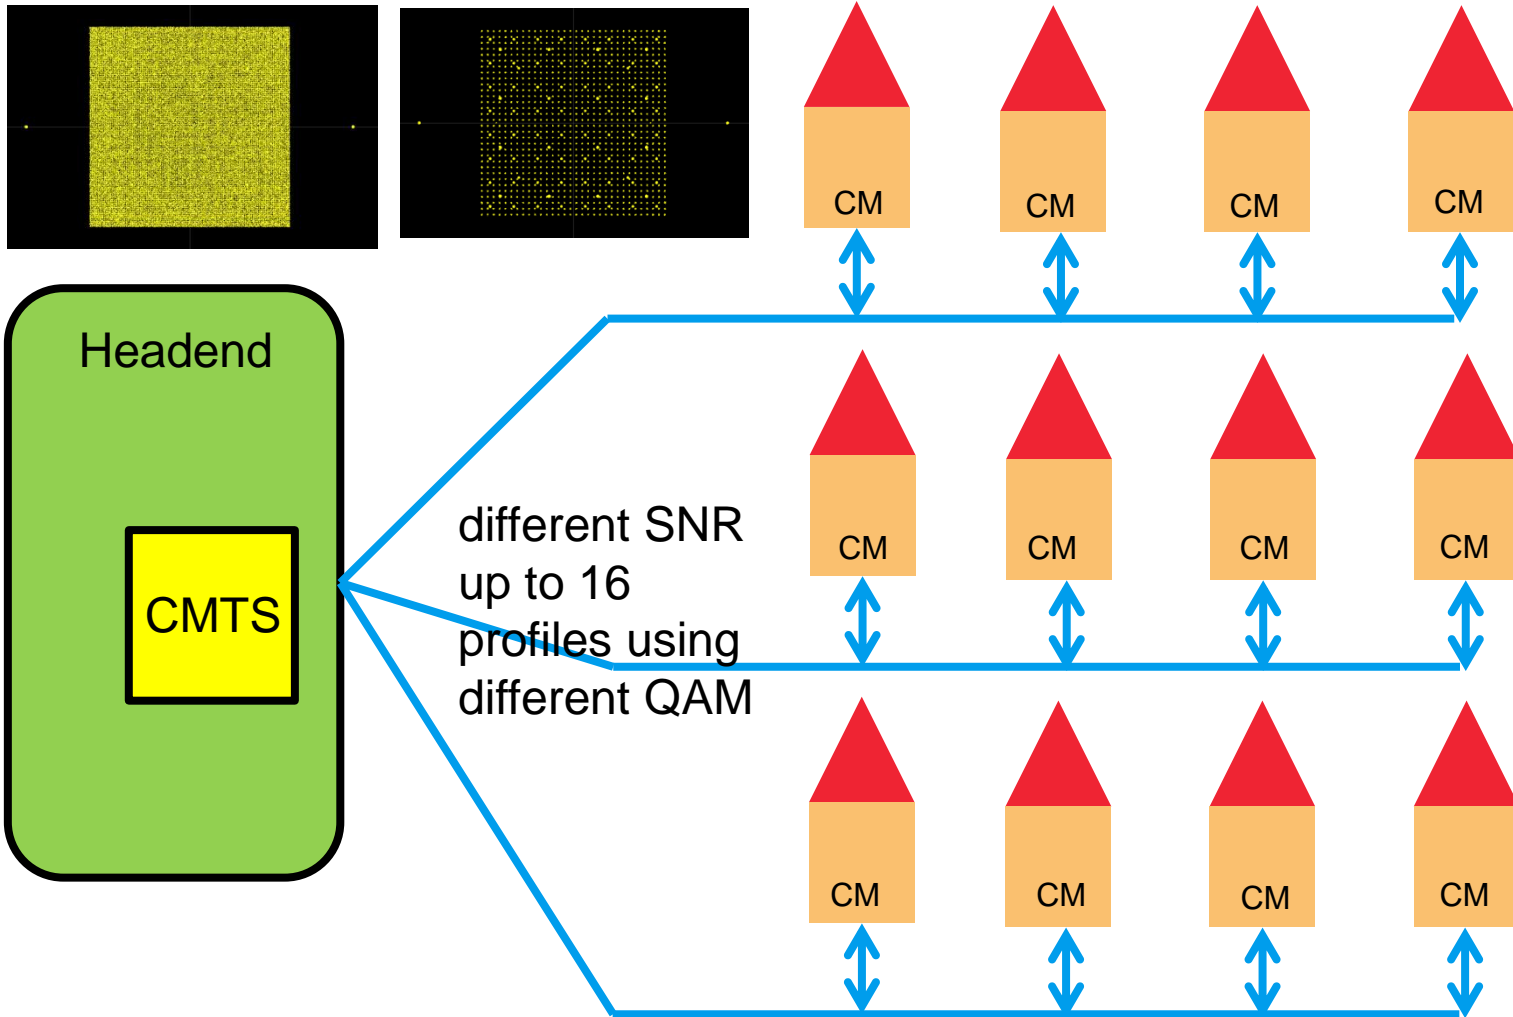 CM
CM
CM
CM
Headend
CMTS
different SNR
up to 16
profiles using
different QAM
CM
CM
CM
CM
CM
CM
CM
CM